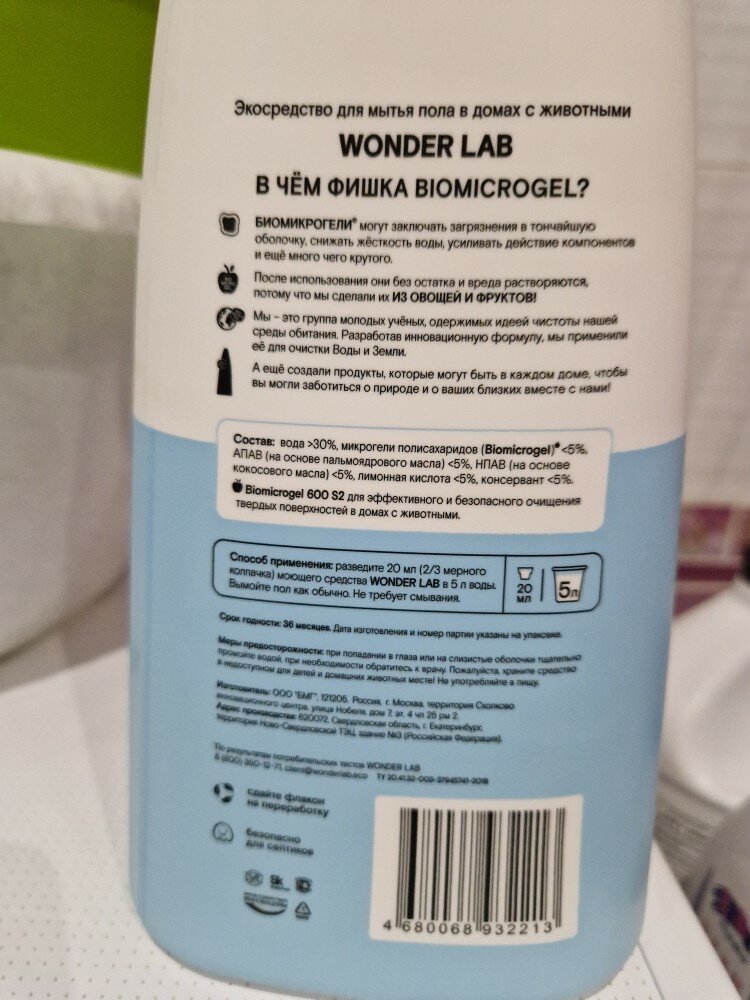 Экосредство для мытья пола в домах с животными
WONDER LAB
В ЧЁМ ФИШКА BIOMICROGEL?
БИОМИКРОГЕЛИ® могут заключать загрязнения в тончайшую
оболочку, снижать жёсткость воды, усиливать действие компонентов
и ещё много чего крутого.
После использования они без остатка и вреда растворяются,
потому что мы сделали их ИЗ ОВОЩЕЙ И ФРУКТОВ!
Мы - это группа молодых учёных, одержимых идеей чистоты нашей
среды обитания. Разработав инновационную формулу, мы применили
её для очистки Воды и Земли.
А ещё создали продукты, которые могут быть в каждом доме, чтобы
вы могли заботиться о природе и о ваших близких вместе с нами!
Состав: вода >30%, микрогели полисахаридов (Biomicrogel)® <5%,
АПАВ (на основе пальмоядрового масла) <5%, НПАВ (на основе
кокосового масла) <5%, лимонная кислота <5%, консервант <5%.
Biomicrogel 600 S2 для эффективного и безопасного очищения
твердых поверхностей в домах с животными.
Способ применения: разведите 20 мл (2/3 мерного
колпачка) моющего средства WONDER LAB в 5 л воды.
Вымойте пол как обычно. Не требует смывания.
20
МЛ
5л
Срок годности: 36 месяцев. Дата изготовления и номер партии указаны на упаковке.
Меры предосторожности: при попадании в глаза или на слизистые оболочки тщательно
промойте водой, при необходимости обратитесь к врачу. Пожалуйста, храните средство
в недоступном для детей и домашних животных месте! Не употребляйте в пищу.
Изготовитель: ООО "БМГ", 121205, Россия, г. Москва, территория Сколково
инновационного центра, улица Нобеля, дом 7, эт. 4 ч/п 25 рм 2.
Адрес производства: 620072, Свердловская область, г. Екатеринбург,
территория Ново-Свердловской ТЭЦ, здание №3 (Российская Федерация).
По результатам потребительских тестов WONDER LAB
8 (800) 360-12-71, client@wonderlab.eco ТУ 20.41.32-003-37945741-2018
сдайте флакон
на переработку
безопасно
для септиков
Sk
4 680068 932213